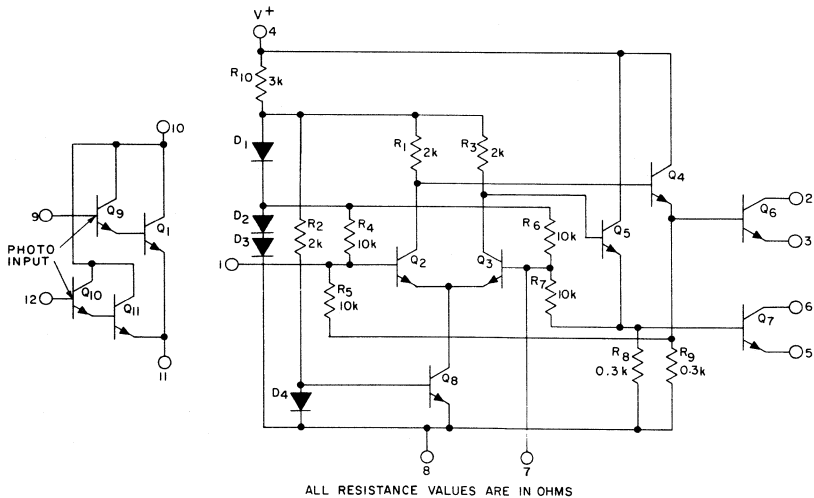 V+
4
R10
3k
10
D1
R1
2k
R3
2k
Q4
9
Q9
Q1
D2
D3
R2
2k
R4
10k
R6
10k
Q5
Q6
2
3
PHOTO
INPUT
1
Q2
Q3
12
Q10
Q11
R5
10k
R7
10k
Q7
6
5
11
R8
0.3k
R9
0.3k
D4
Q8
8
7
ALL RESISTANCE VALUES ARE IN OHMS